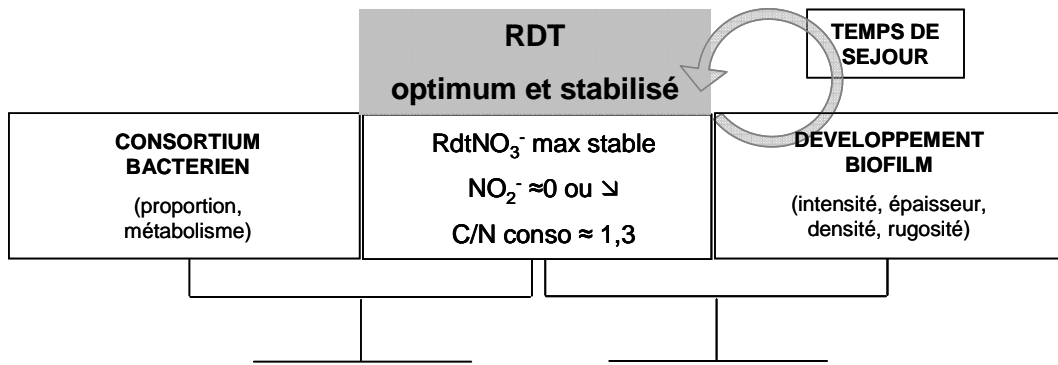 RDT
optimum et stabilisé
TEMPS DE
SEJOUR
CONSORTIUM
BACTERIEN
(proportion,
métabolisme)
RdtNO₃⁻ max stable
NO₂⁻ ≈0 ou ↘
C/N conso ≈ 1,3
DEVELOPPEMENT
BIOFILM
(intensité, épaisseur,
densité, rugosité)